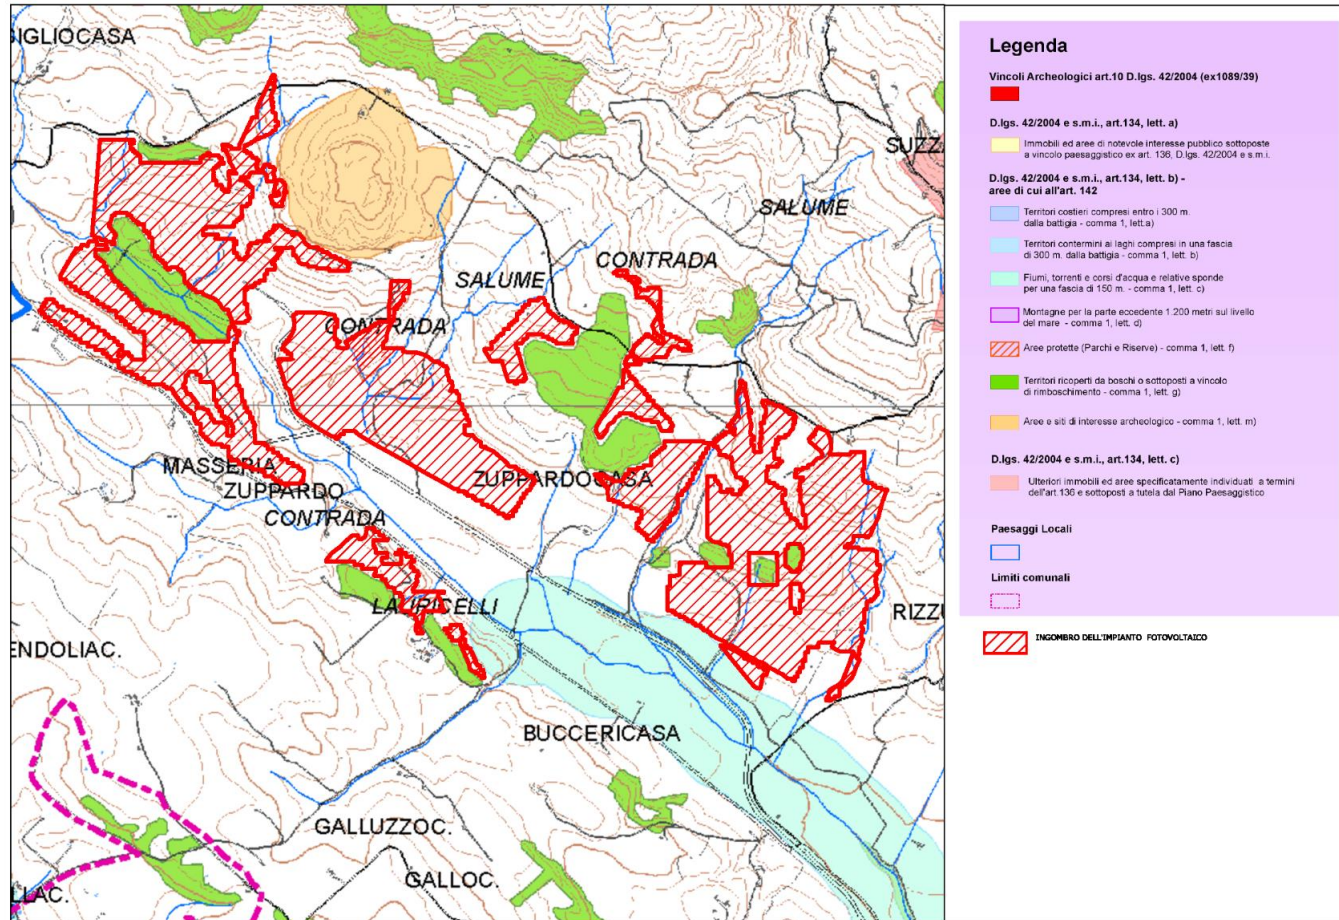 IGLIOCASA
SUZZ
SALUME
CONTRADA
SALUME
CONTRADA
MASSERIA
ZUPPARDO
ZUPPARDOCASA
CONTRADA
LAURICELLI
RIZZ
ENDOLIAC.
BUCCERICASA
GALLUZZOC.
GALLOC.
LLAC.
Legenda
Vincoli Archeologici art.10 D.lgs. 42/2004 (ex1089/39)
D.lgs. 42/2004 e s.m.i., art.134, lett. a)
Immobili ed aree di notevole interesse pubblico sottoposte
a vincolo paesaggistico ex art. 136, D.lgs. 42/2004 e s.m.i.
D.lgs. 42/2004 e s.m.i., art.134, lett. b) -
aree di cui all'art. 142
Territori costieri compresi entro i 300 m.
dalla battigia - comma 1, lett.a)
Territori contermini ai laghi compresi in una fascia
di 300 m. dalla battigia - comma 1, lett. b)
Fiumi, torrenti e corsi d'acqua e relative sponde
per una fascia di 150 m. - comma 1, lett. c)
Montagne per la parte eccedente 1.200 metri sul livello
del mare - comma 1, lett. d)
Aree protette (Parchi e Riserve) - comma 1, lett. f)
Territori ricoperti da boschi o sottoposti a vincolo
di rimboschimento - comma 1, lett. g)
Aree e siti di interesse archeologico - comma 1, lett. m)
D.lgs. 42/2004 e s.m.i., art.134, lett. c)
Ulteriori immobili ed aree specificatamente individuati a termini
dell'art.136 e sottoposti a tutela dal Piano Paesaggistico
Paesaggi Locali
Limiti comunali
INGOMBRO DELL'IMPIANTO FOTOVOLTAICO